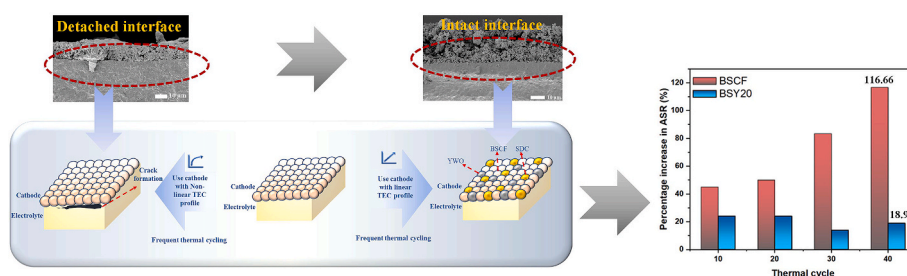 Detached interface
10 μm
Intact interface
10 μm
Crack
formation
Cathode
Electrolyte
Use cathode
with Non-
linear TEC
profile
Frequent thermal cycling
Cathode
Electrolyte
Use cathode
with linear
TEC profile
Frequent thermal cycling
YWO
BSCF
SDC
Cathode
Electrolyte
Percentage increase in ASR (%)
120
100
80
60
40
20
0
BSCF
BSY20
116.66
18.9
10
20
30
40
Thermal cycle